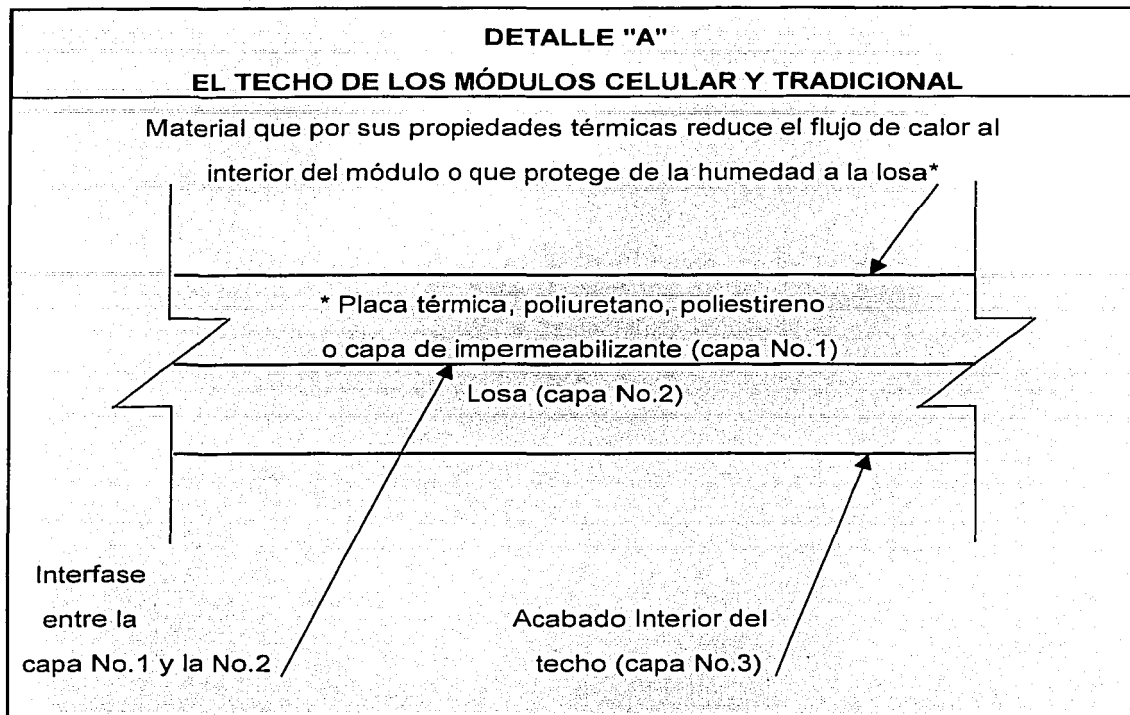 DETALLE "A"
EL TECHO DE LOS MÓDULOS CELULAR Y TRADICIONAL
Material que por sus propiedades térmicas reduce el flujo de calor al
interior del módulo o que protege de la humedad a la losa*
* Placa térmica, poliuretano, poliestireno
o capa de impermeabilizante (capa No.1)
Losa (capa No.2)
Interfase
entre la
capa No.1 y la No.2
Acabado Interior del
techo (capa No.3)